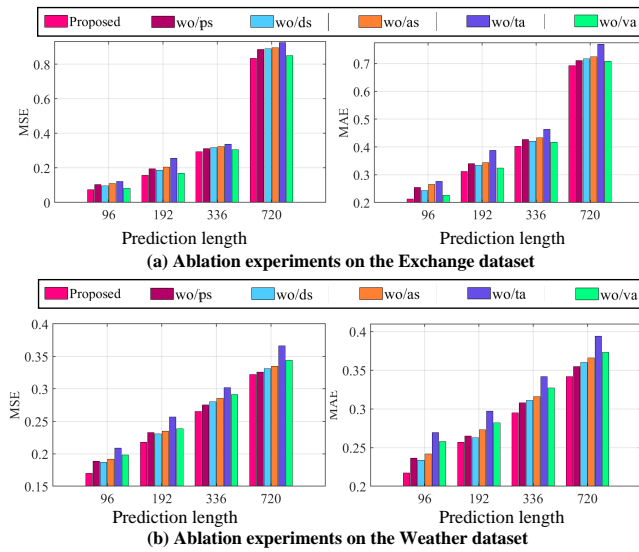 Proposed wo/ps wo/ds wo/as wo/ta wo/va
MSE
0.8
0.6
0.4
0.2
0
96 192 336 720
Prediction length
MAE
0.7
0.6
0.5
0.4
0.3
0.2
96 192 336 720
Prediction length
(a) Ablation experiments on the Exchange dataset
Proposed wo/ps wo/ds wo/as wo/ta wo/va
MSE
0.4
0.35
0.3
0.25
0.2
0.15
96 192 336 720
Prediction length
MAE
0.4
0.35
0.3
0.25
0.2
96 192 336 720
Prediction length
(b) Ablation experiments on the Weather dataset